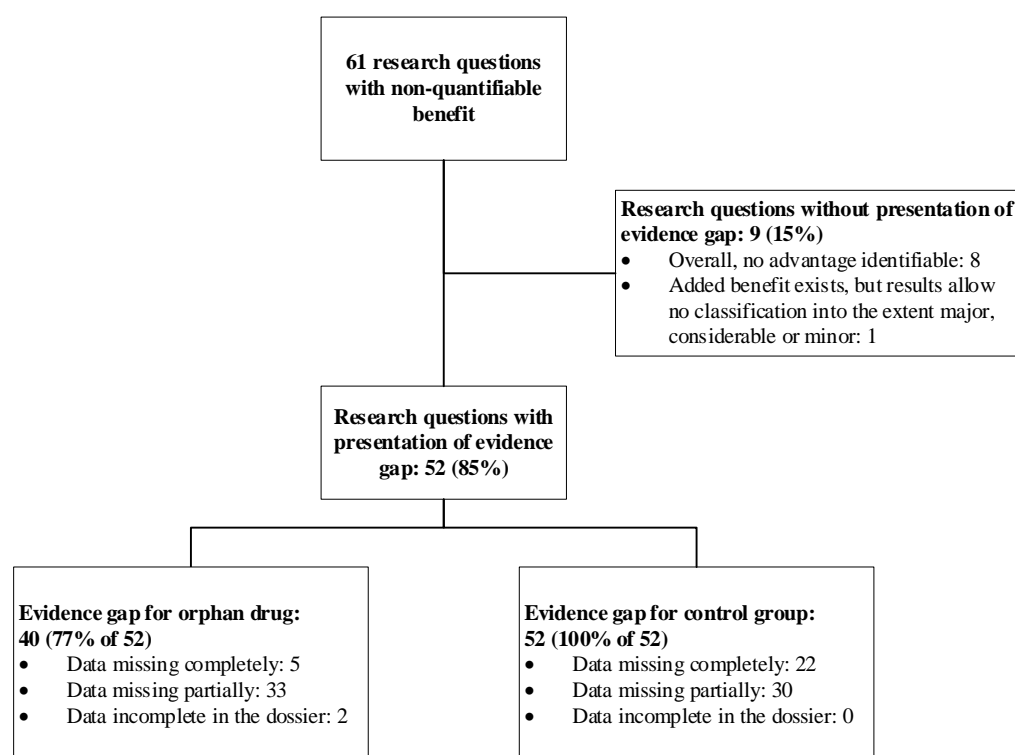 61 research questions
with non-quantifiable
benefit
Research questions without presentation of
evidence gap: 9 (15%)
• Overall, no advantage identifiable: 8
• Added benefit exists, but results allow
no classification into the extent major,
considerable or minor: 1
Research questions with
presentation of evidence
gap: 52 (85%)
Evidence gap for orphan drug:
40 (77% of 52)
• Data missing completely: 5
• Data missing partially: 33
• Data incomplete in the dossier: 2
Evidence gap for control group:
52 (100% of 52)
• Data missing completely: 22
• Data missing partially: 30
• Data incomplete in the dossier: 0